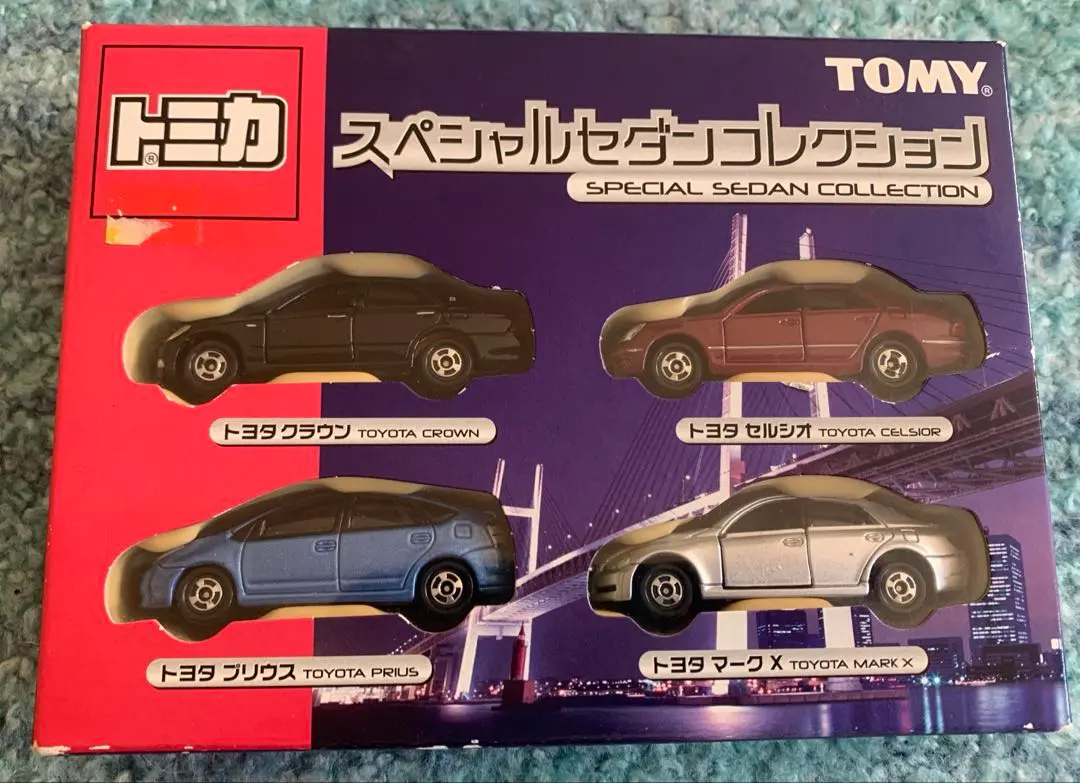 トミカ®
TOMY®
スペシャルセダンコレクション
SPECIAL SEDAN COLLECTION
トヨタ クラウン TOYOTA CROWN
トヨタ セルシオ TOYOTA CELSIOR
トヨタ プリウス TOYOTA PRIUS
トヨタ マークX TOYOTA MARK X